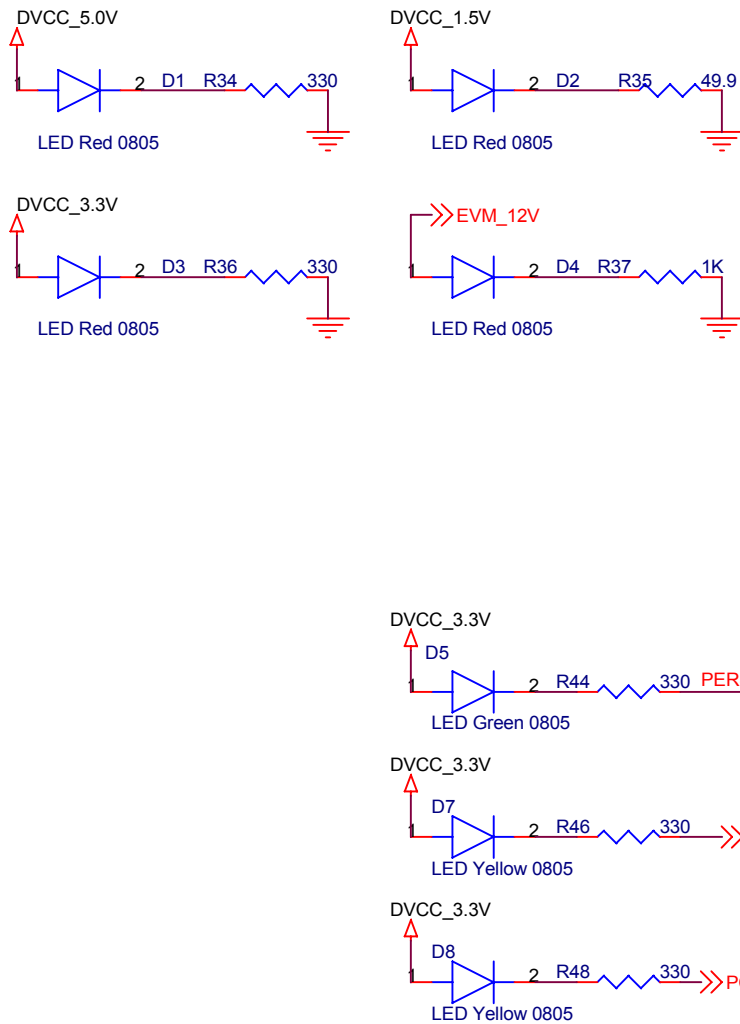 DVCC_5.0V DVCC_1.5V
1 2 D1 R34 330 1 2 D2 R35 49.9
LED Red 0805 LED Red 0805
DVCC_3.3V EVM_12V
1 2 D3 R36 330 1 2 D4 R37 1K
LED Red 0805 LED Red 0805
DVCC_3.3V
D5
1 2 R44 330 PER
LED Green 0805
DVCC_3.3V
D7
1 2 R46 330
LED Yellow 0805
DVCC_3.3V
D8
1 2 R48 330
LED Yellow 0805